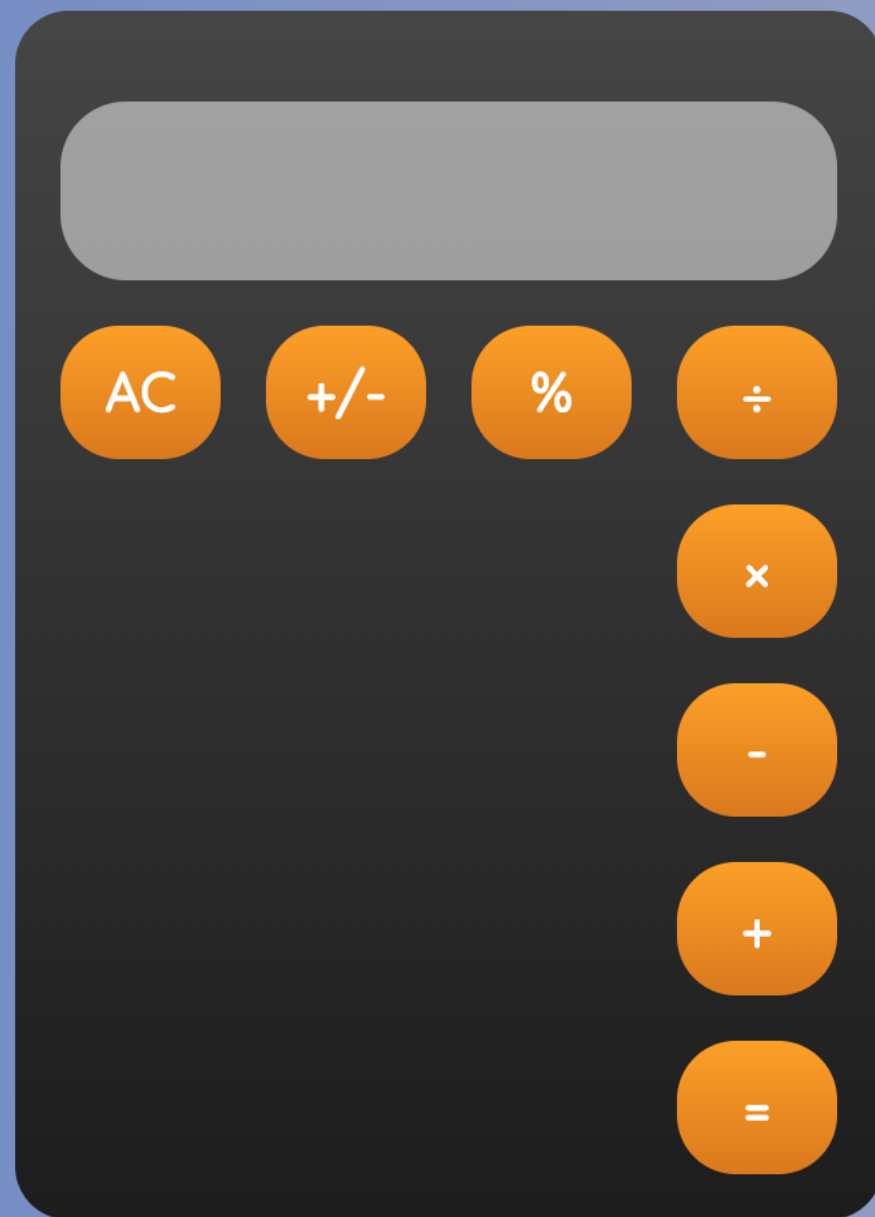 AC +/- % ÷
×
-
+
=